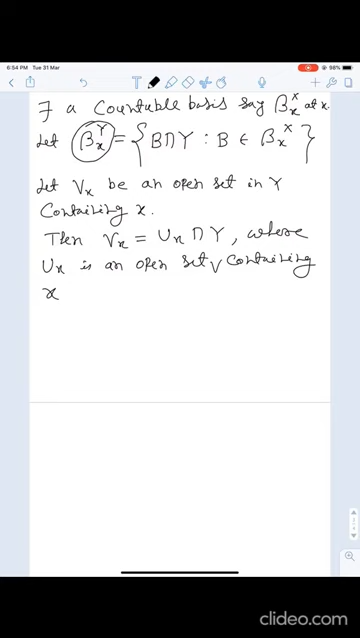 6:54 PM Tue 31 Mar 98%
∃ a Countable basis say β_x^X at x.
Let β_x^Y = { B∩Y : B ∈ β_x^X }
Let V_x be an open set in Y
Containing x.
Then V_x = U_x ∩ Y, where
U_x is an open set Containing
x
clideo.com